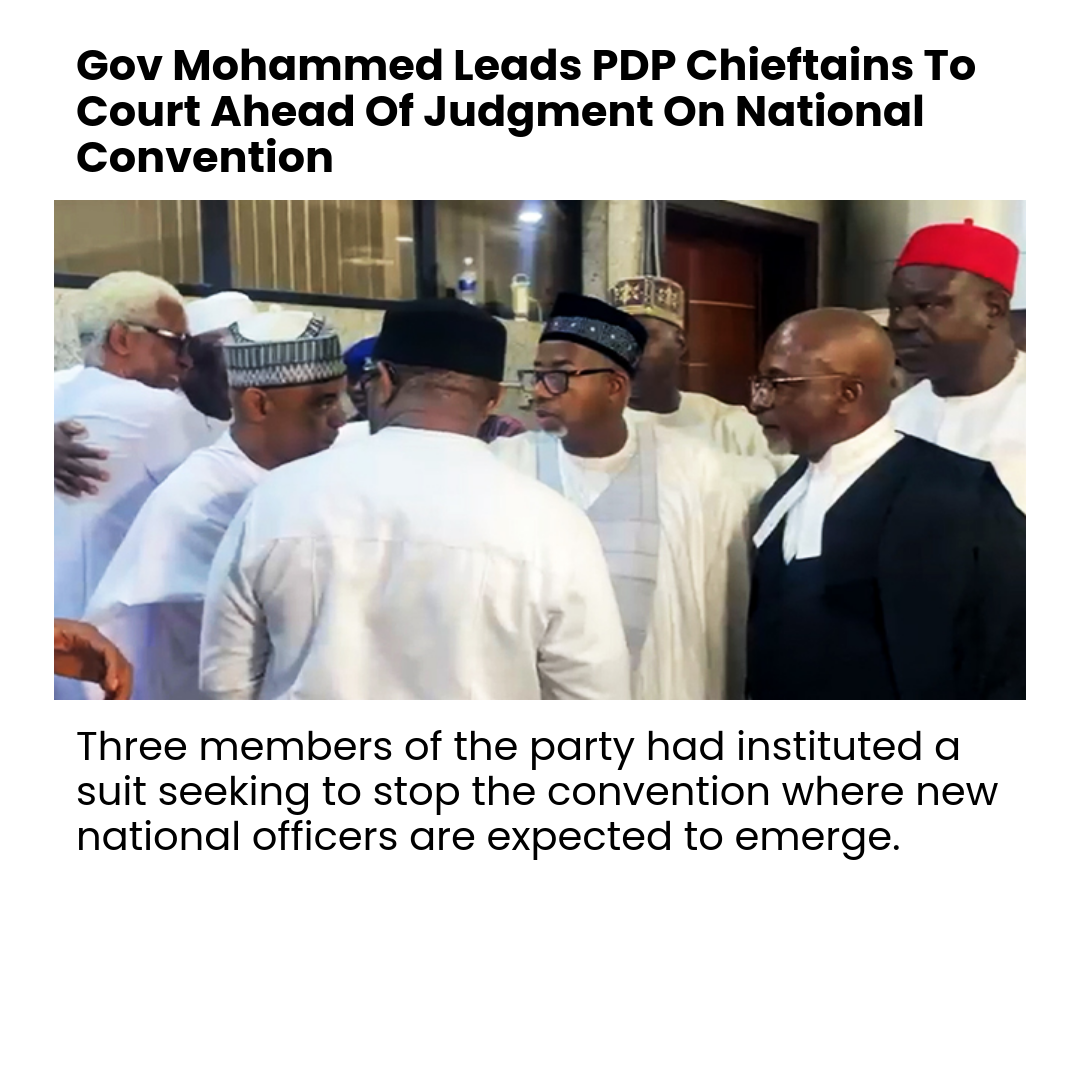 Gov Mohammed Leads PDP Chieftains To
Court Ahead Of Judgment On National
Convention
Three members of the party had instituted a
suit seeking to stop the convention where new
national officers are expected to emerge.